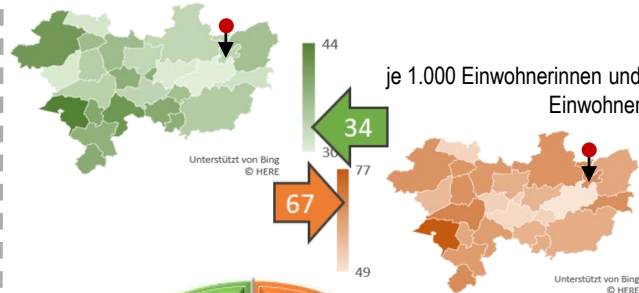 44
je 1.000 Einwohnerinnen und
Einwohner
34
30
Unterstützt von Bing
© HERE
77
67
49
Unterstützt von Bing
© HERE